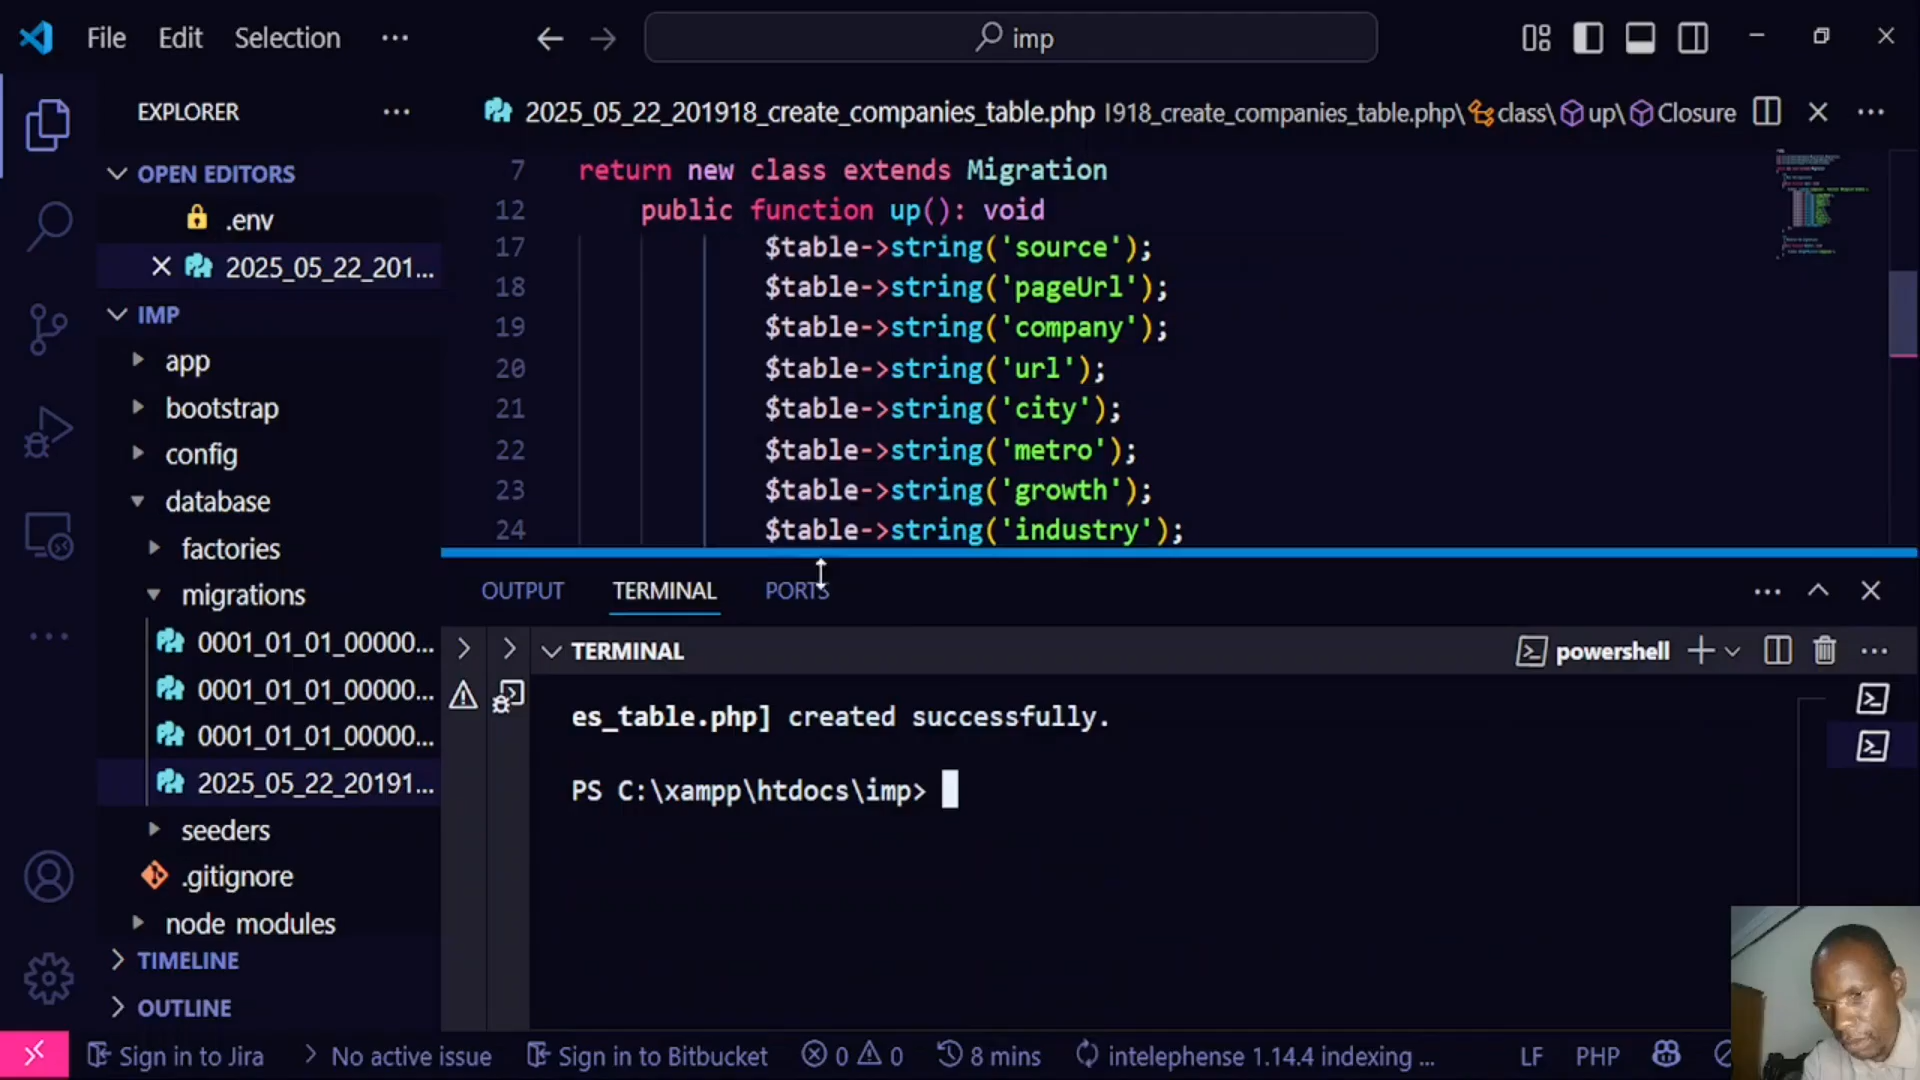 File Edit Selection ... imp
EXPLORER ...
2025_05_22_201918_create_companies_table.php I918_create_companies_table.php\ class\ up\ Closure ...
OPEN EDITORS
.env
2025_05_22_201...
IMP
app
bootstrap
config
database
factories
migrations
0001_01_01_00000...
0001_01_01_00000...
0001_01_01_00000...
2025_05_22_20191...
seeders
.gitignore
node modules
TIMELINE
OUTLINE
7 return new class extends Migration
12 public function up(): void
17 $table->string('source');
18 $table->string('pageUrl');
19 $table->string('company');
20 $table->string('url');
21 $table->string('city');
22 $table->string('metro');
23 $table->string('growth');
24 $table->string('industry');
OUTPUT TERMINAL PORTS ...
TERMINAL powershell ...
es_table.php] created successfully.
PS C:\xampp\htdocs\imp>
Sign in to Jira No active issue Sign in to Bitbucket 0 0 8 mins intelephense 1.14.4 indexing ... LF PHP